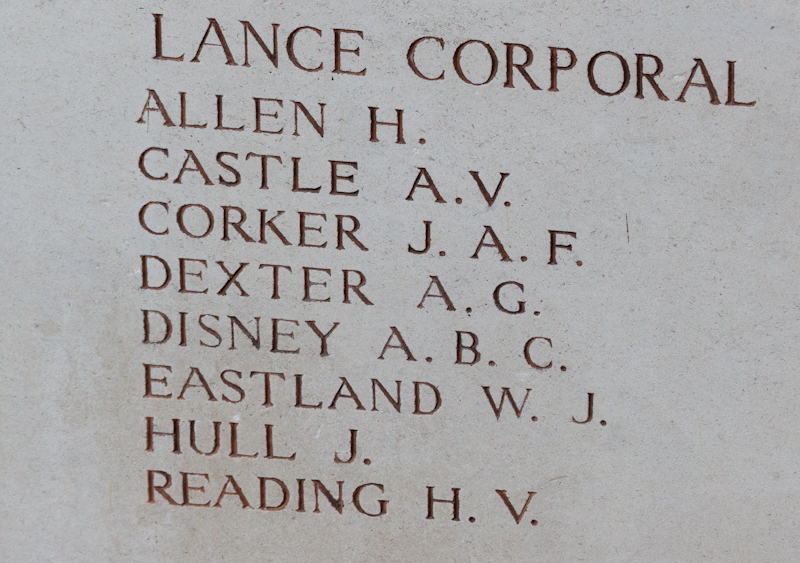 LANCE CORPORAL
ALLEN H.
CASTLE A.V.
CORKER J. A. F.
DEXTER A. G.
DISNEY A. B. C.
EASTLAND W. J.
HULL J.
READING H. V.